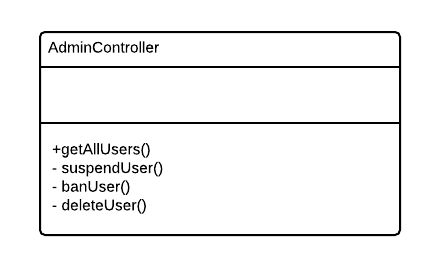 AdminController
+getAllUsers()
- suspendUser()
- banUser()
- deleteUser()